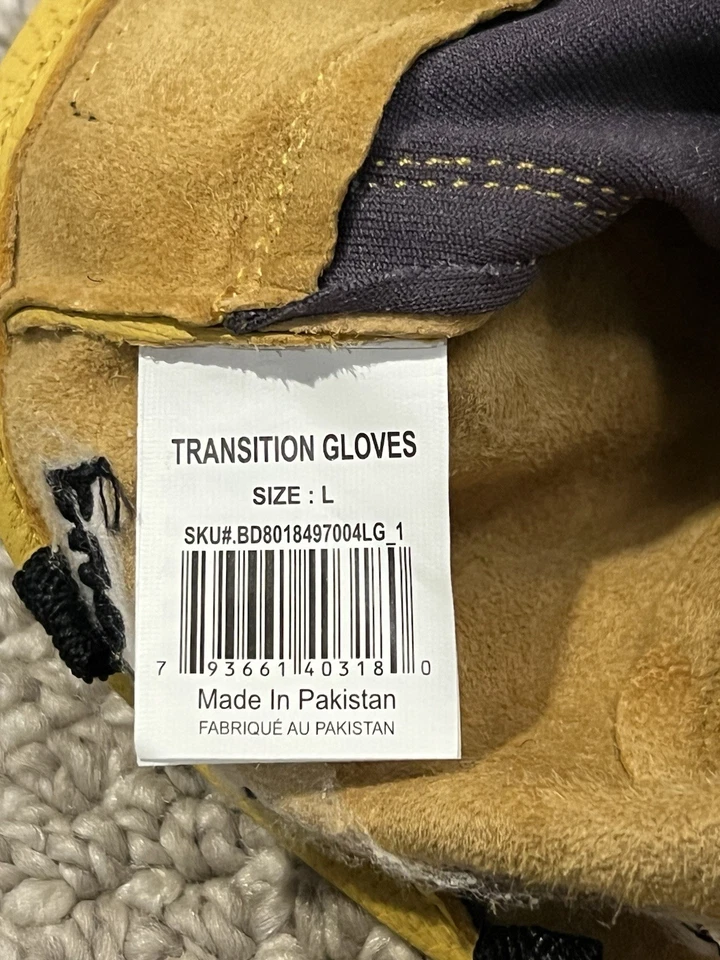 TRANSITION GLOVES
SIZE : L
SKU#.BD8018497004LG_1
7 93661 40318 0
Made In Pakistan
FABRIQUÉ AU PAKISTAN